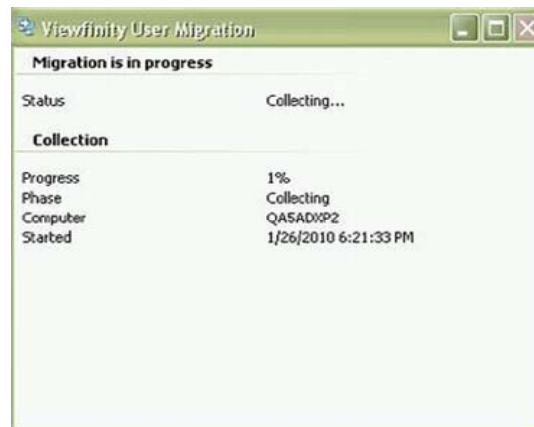 Viewfinity User Migration
Migration is in progress
Status Collecting...
Collection
Progress 1%
Phase Collecting
Computer QA5ADXP2
Started 1/26/2010 6:21:33 PM